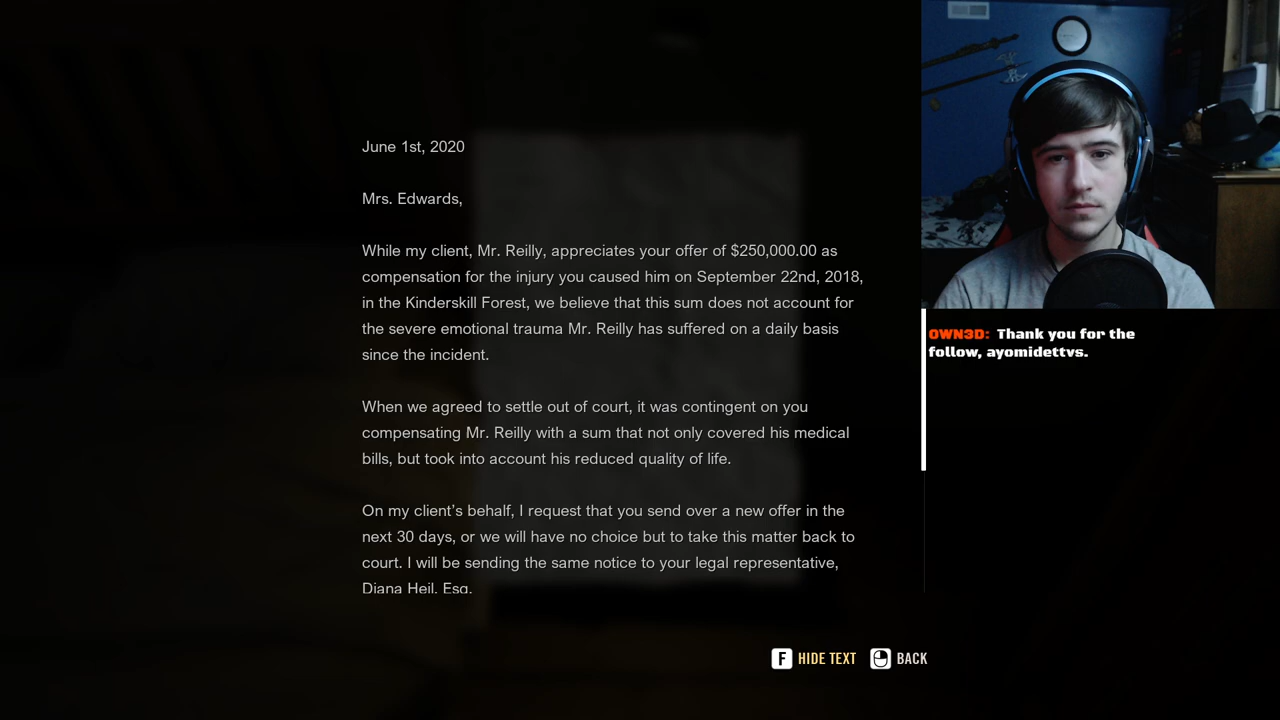 June 1st, 2020
Mrs. Edwards,
While my client, Mr. Reilly, appreciates your offer of $250,000.00 as
compensation for the injury you caused him on September 22nd, 2018,
in the Kinderskill Forest, we believe that this sum does not account for
the severe emotional trauma Mr. Reilly has suffered on a daily basis
since the incident.
When we agreed to settle out of court, it was contingent on you
compensating Mr. Reilly with a sum that not only covered his medical
bills, but took into account his reduced quality of life.
On my client's behalf, I request that you send over a new offer in the
next 30 days, or we will have no choice but to take this matter back to
court. I will be sending the same notice to your legal representative,
Diana Heil, Esq.
OWN3D: Thank you for the
follow, ayomidettvs.
F HIDE TEXT BACK